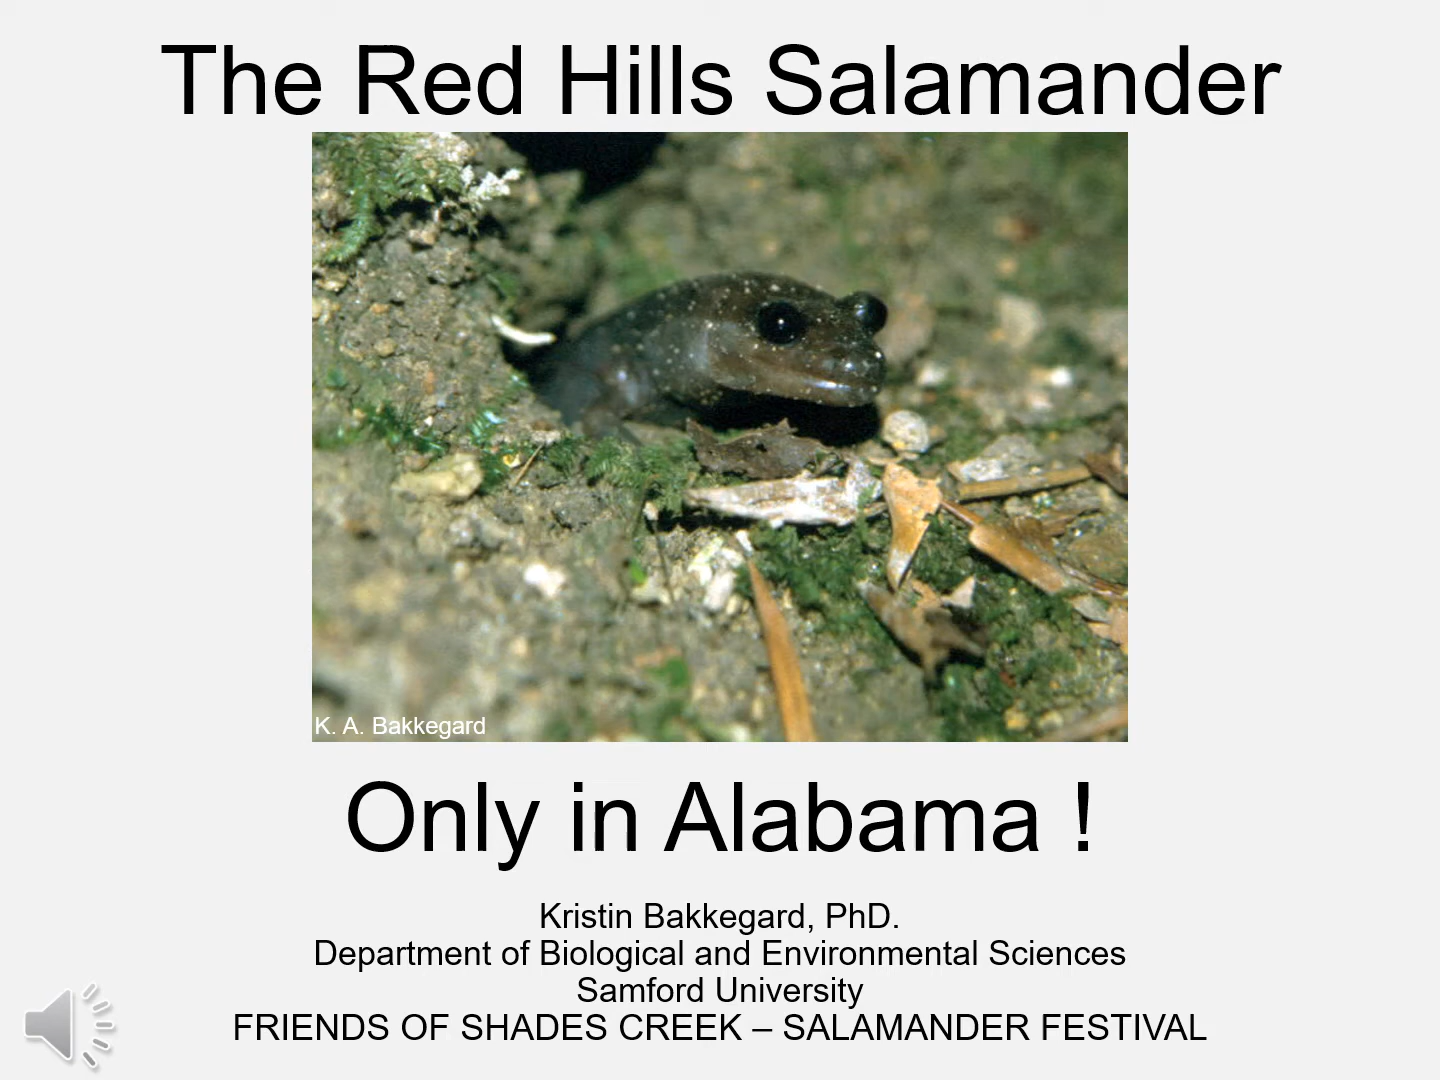 The Red Hills Salamander
K. A. Bakkegard
Only in Alabama !
Kristin Bakkegard, PhD.
Department of Biological and Environmental Sciences
Samford University
FRIENDS OF SHADES CREEK – SALAMANDER FESTIVAL